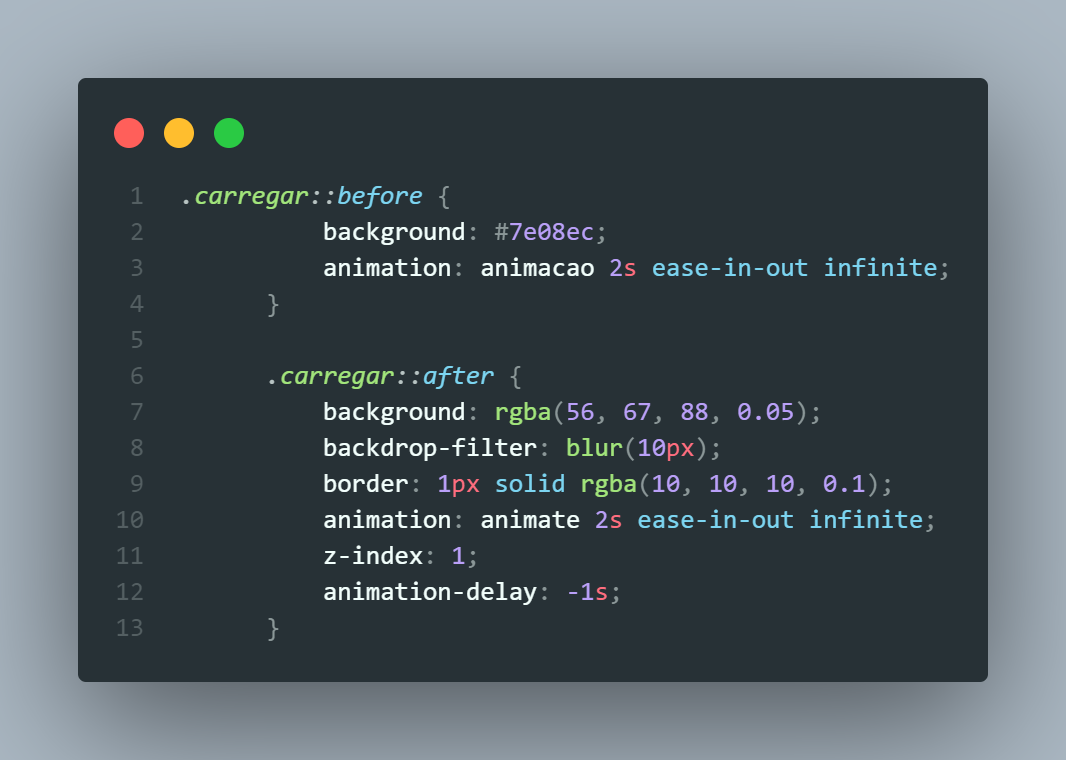 1 .carregar::before {
2 background: #7e08ec;
3 animation: animacao 2s ease-in-out infinite;
4 }
5
6 .carregar::after {
7 background: rgba(56, 67, 88, 0.05);
8 backdrop-filter: blur(10px);
9 border: 1px solid rgba(10, 10, 10, 0.1);
10 animation: animate 2s ease-in-out infinite;
11 z-index: 1;
12 animation-delay: -1s;
13 }